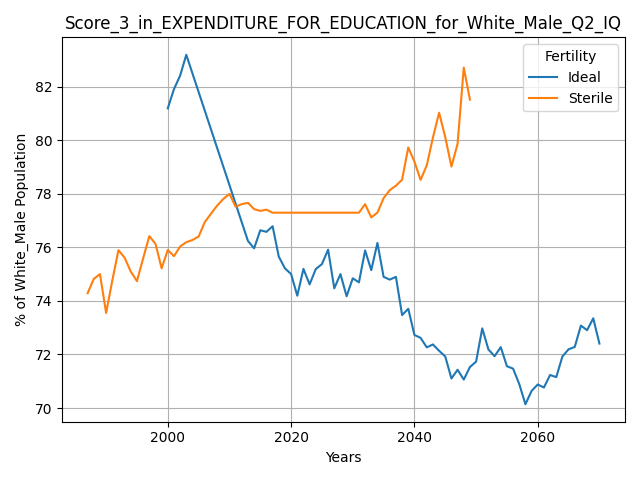 Score_3_in_EXPENDITURE_FOR_EDUCATION_for_White_Male_Q2_IQ
Fertility
Ideal
Sterile
% of White_Male Population
82
80
78
76
74
72
70
2000
2020
2040
2060
Years